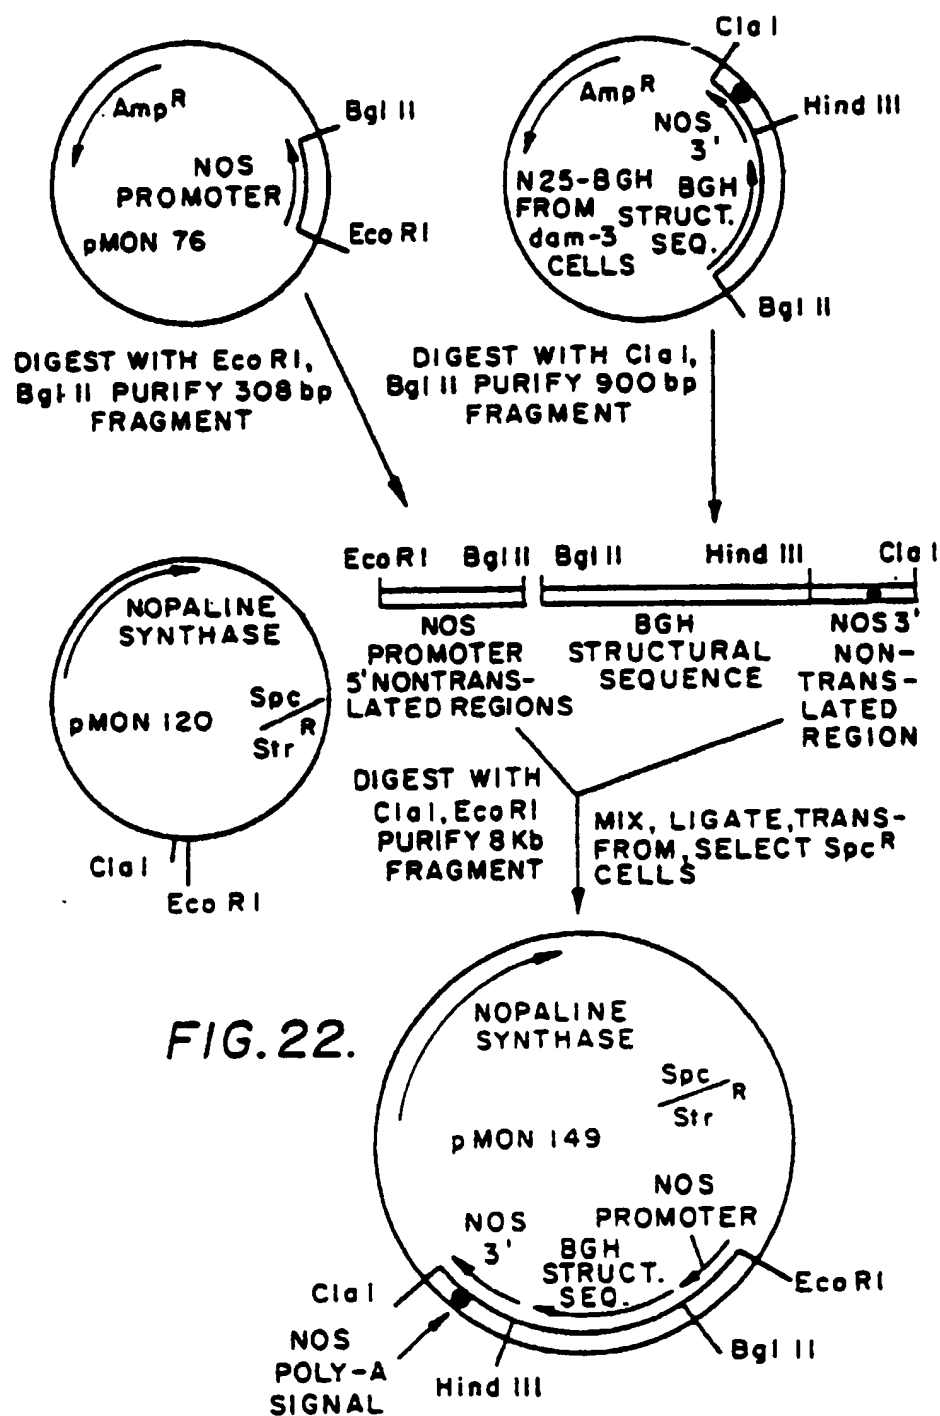 Amp R
Bgl II
NOS
PROMOTER
pMON 76
Eco RI
Cla I
Amp R
Hind III
NOS
3'
N25-BGH
FROM
dam-3
CELLS
BGH
STRUCT.
SEQ.
Bgl II
DIGEST WITH Eco RI,
Bgl II PURIFY 308 bp
FRAGMENT
DIGEST WITH Cla I,
Bgl II PURIFY 900 bp
FRAGMENT
Eco RI Bgl II Bgl II Hind III Cla I
NOS
PROMOTER
5' NONTRANS-
LATED REGIONS
BGH
STRUCTURAL
SEQUENCE
NOS 3'
NON-
TRANS-
LATED
REGION
NOPALINE
SYNTHASE
pMON 120
Spc
R
Str
Cla I
Eco RI
DIGEST WITH
Cla I, Eco RI
PURIFY 8 Kb
FRAGMENT
MIX, LIGATE, TRANS-
FROM, SELECT Spc R
CELLS
FIG. 22.
NOPALINE
SYNTHASE
Spc
R
Str
pMON 149
NOS
PROMOTER
NOS
3'
BGH
STRUCT.
SEQ.
Eco RI
Cla I
Bgl II
NOS
POLY-A
SIGNAL
Hind III